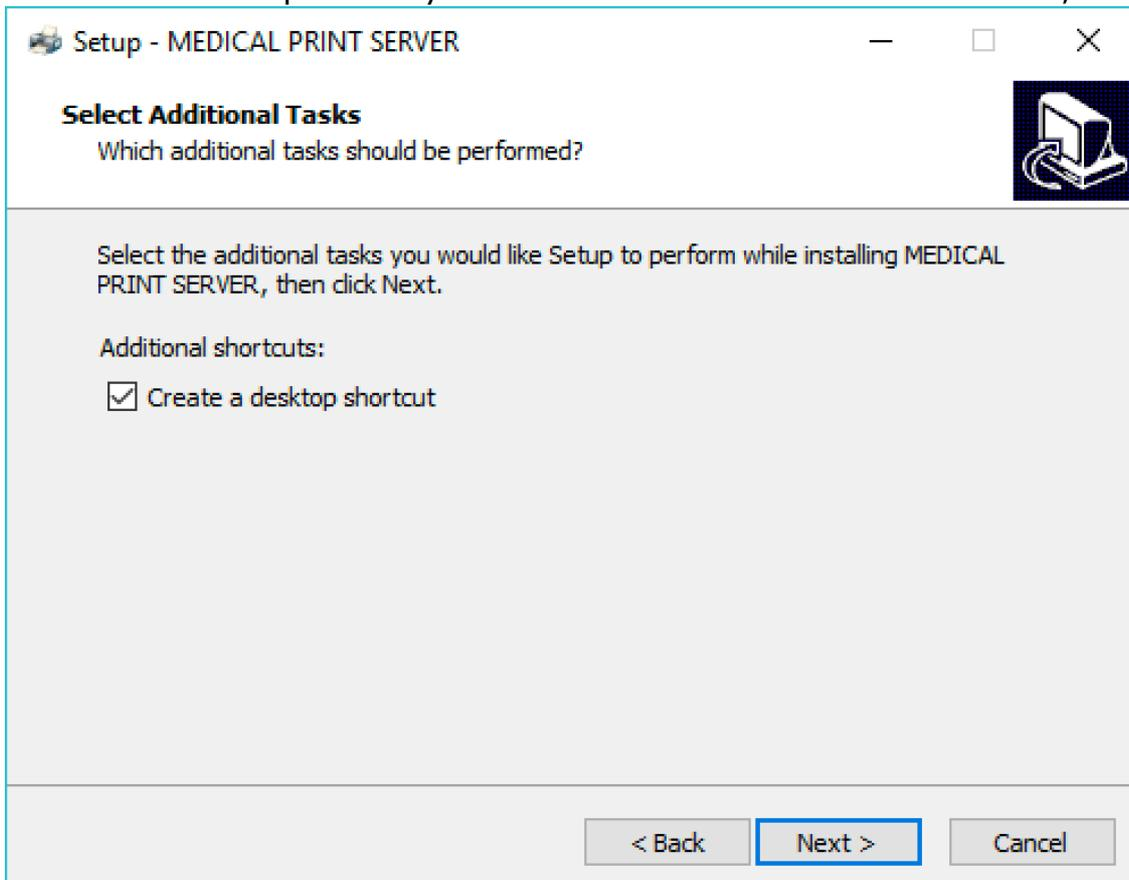 Setup - MEDICAL PRINT SERVER
Select Additional Tasks
Which additional tasks should be performed?
Select the additional tasks you would like Setup to perform while installing MEDICAL
PRINT SERVER, then click Next.
Additional shortcuts:
Create a desktop shortcut
< Back Next > Cancel